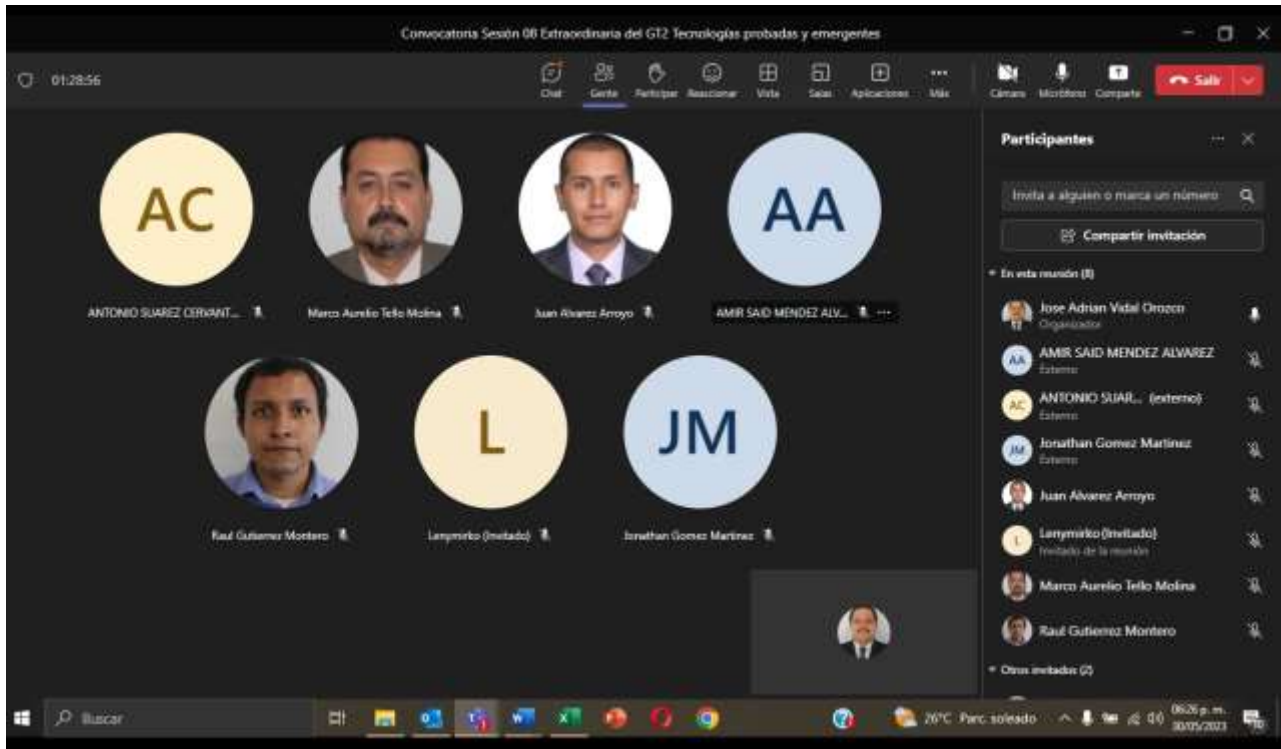 Convocatoria Sesión 08 Extraordinaria del GT2 Tecnologías probadas y emergentes
01:28:56
Chat Gente Participar Reaccionar Vista Salas Aplicaciones Más Cámara Micrófono Compartir Salir
Participantes
Invita a alguien o marca un número
Compartir invitación
En esta reunión (8)
Jose Adrian Vidal Orozco
Organizador
AA AMIR SAID MENDEZ ALVAREZ
Externo
AC ANTONIO SUAR... (externo)
Externo
JM Jonathan Gomez Martinez
Externo
Juan Alvarez Arroyo
L Lenymirko (Invitado)
Invitado de la reunión
Marco Aurelio Tello Molina
Raul Gutierrez Montero
Otros invitados (2)
AC
AA
ANTONIO SUAREZ CERVANT...
Marco Aurelio Tello Molina
Juan Alvarez Arroyo
AMIR SAID MENDEZ ALV... ...
L
JM
Raul Gutierrez Montero
Lenymirko (Invitado)
Jonathan Gomez Martinez
Buscar
26°C Parc. soleado
06:26 p. m.
30/05/2023